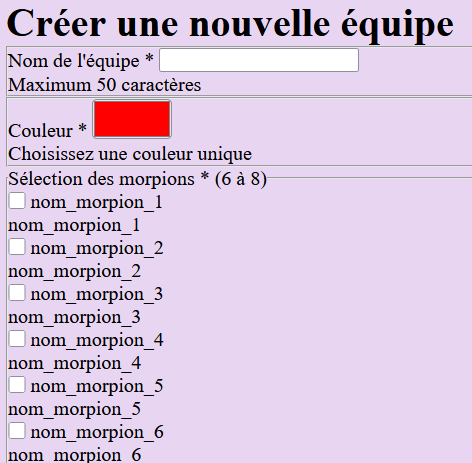 Créer une nouvelle équipe
Nom de l'équipe *
Maximum 50 caractères
Couleur *
Choisissez une couleur unique
Sélection des morpions * (6 à 8)
nom_morpion_1
nom_morpion_1
nom_morpion_2
nom_morpion_2
nom_morpion_3
nom_morpion_3
nom_morpion_4
nom_morpion_4
nom_morpion_5
nom_morpion_5
nom_morpion_6
nom_morpion_6